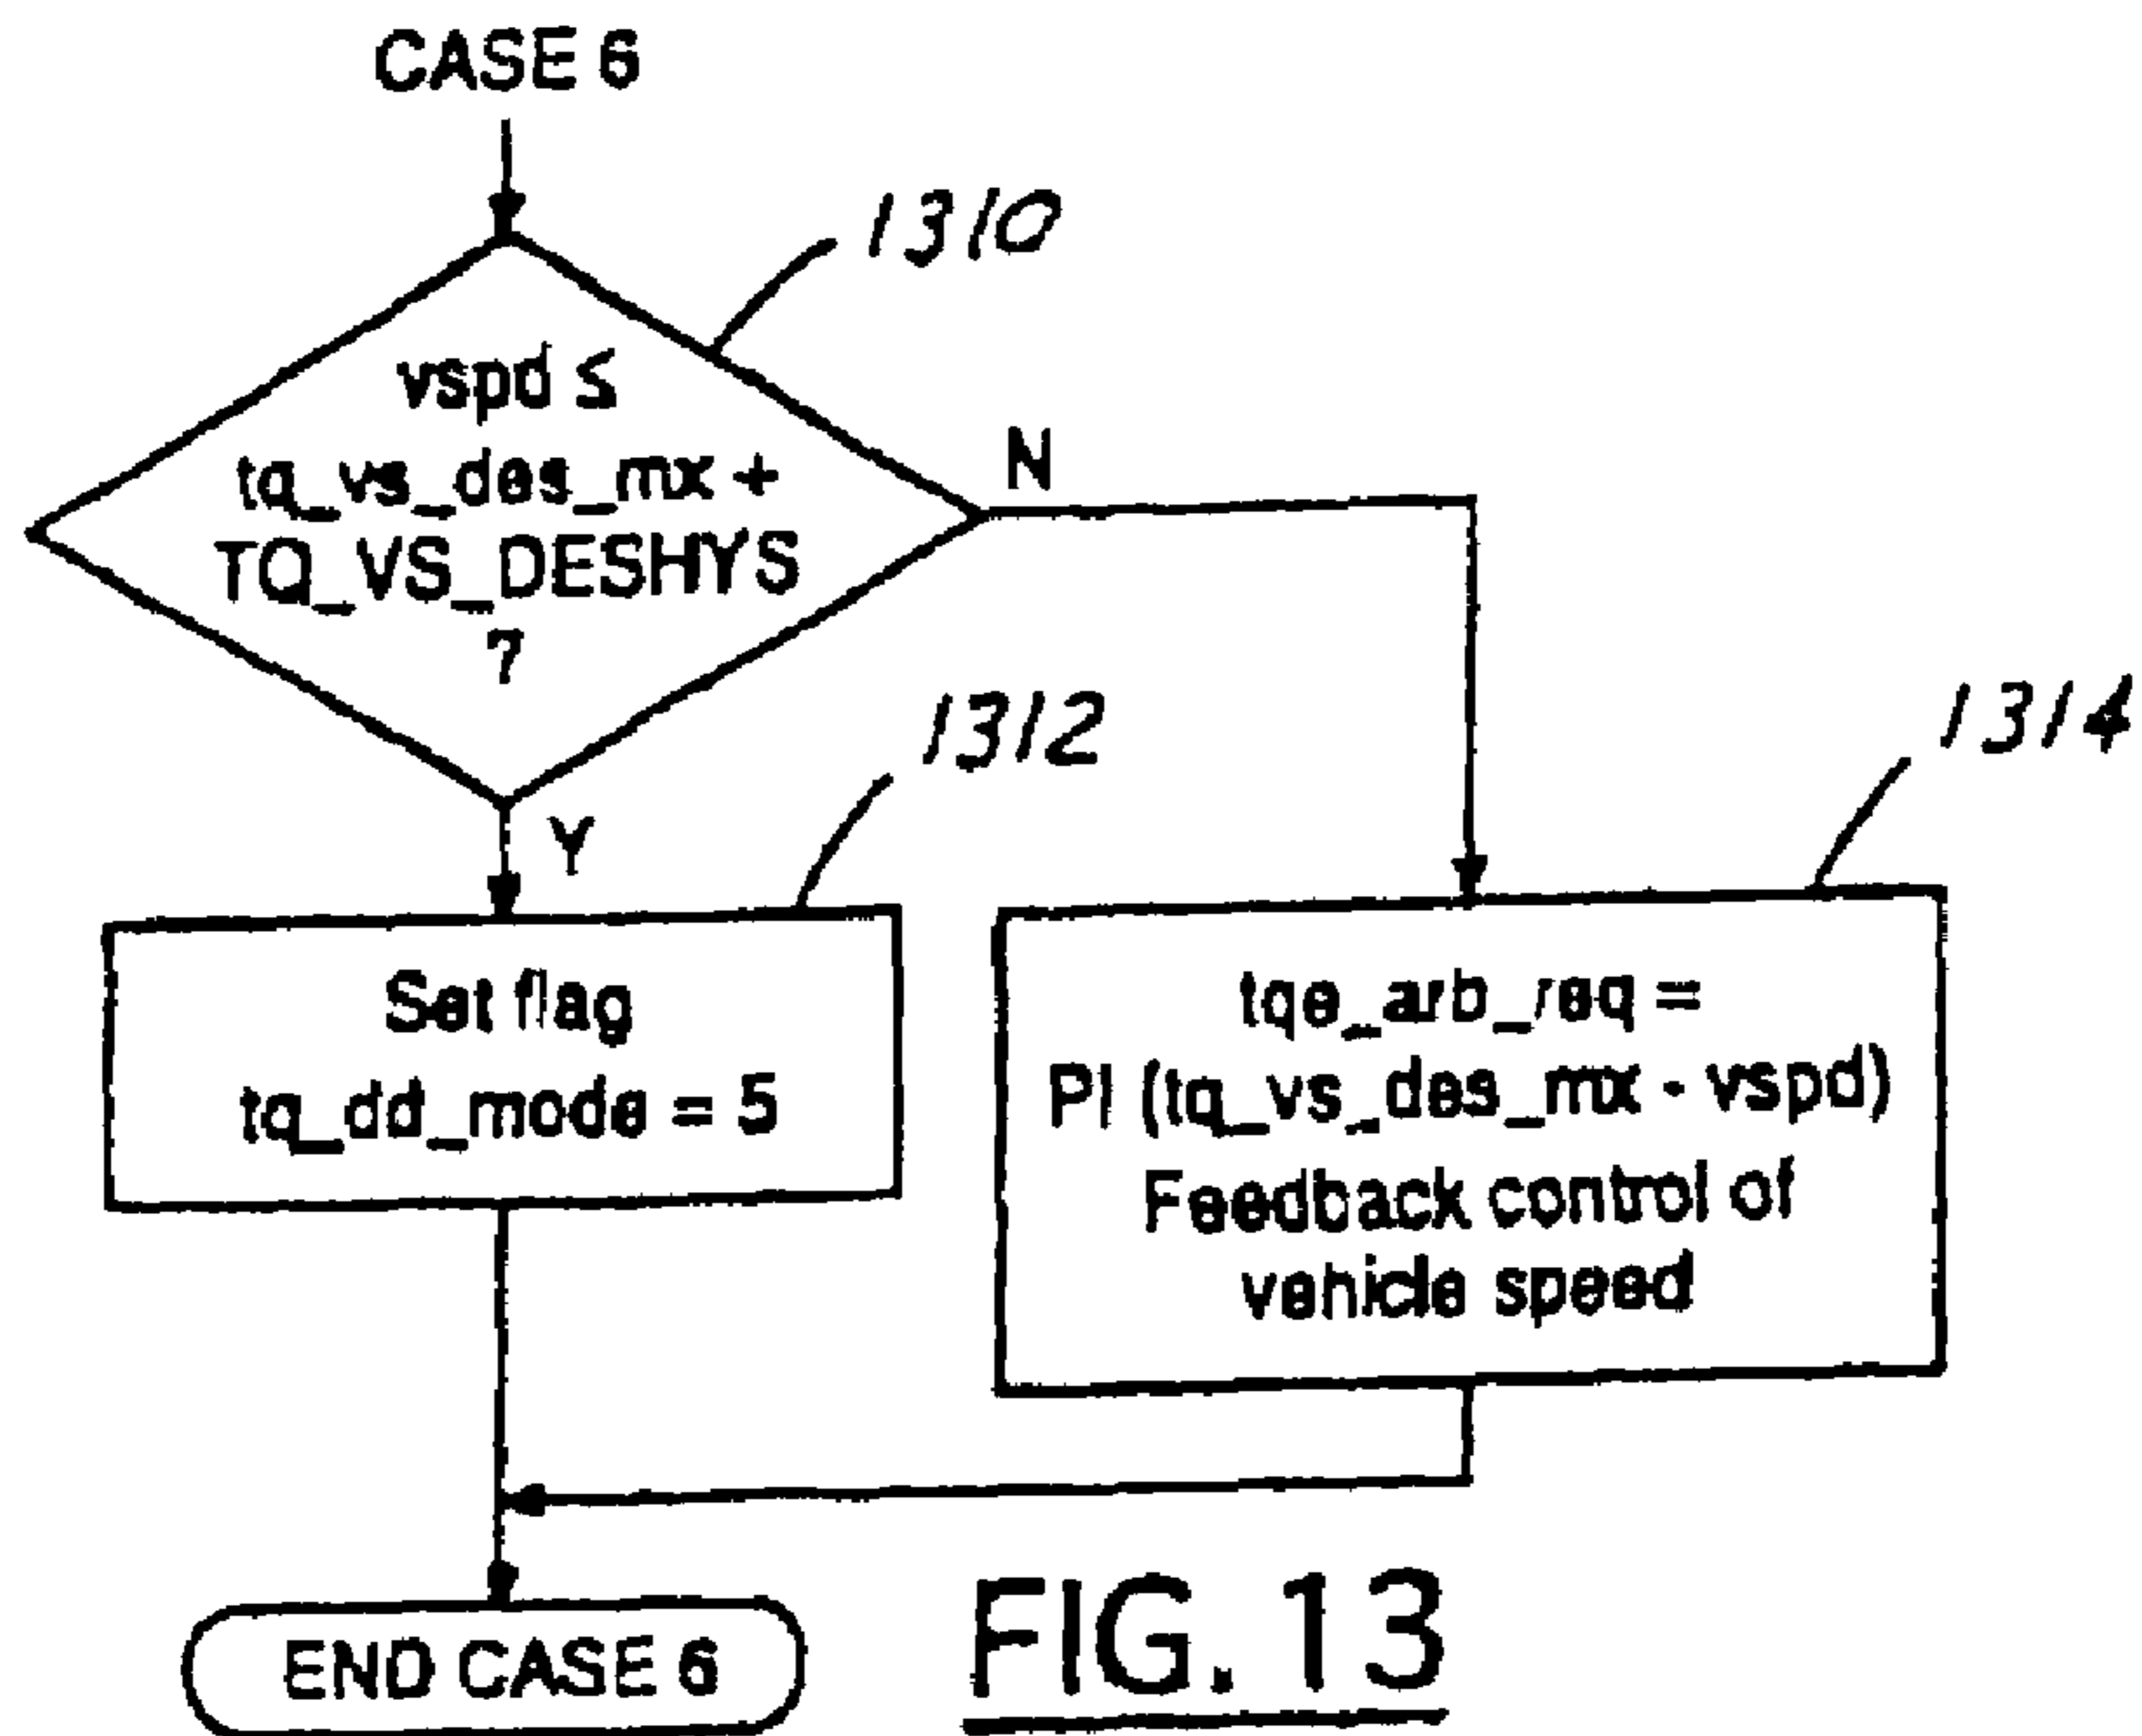 CASE 6
1310
vspd ≤
tq_vs_des_mx +
TQ_VS_DESHYS
?
N
Y
1312
1314
Set flag
tq_dd_mode = 5
tqe_arb_req =
PI (tq_vs_des_mx - vspd)
Feedback control of
vehicle speed
END CASE 6
FIG. 13